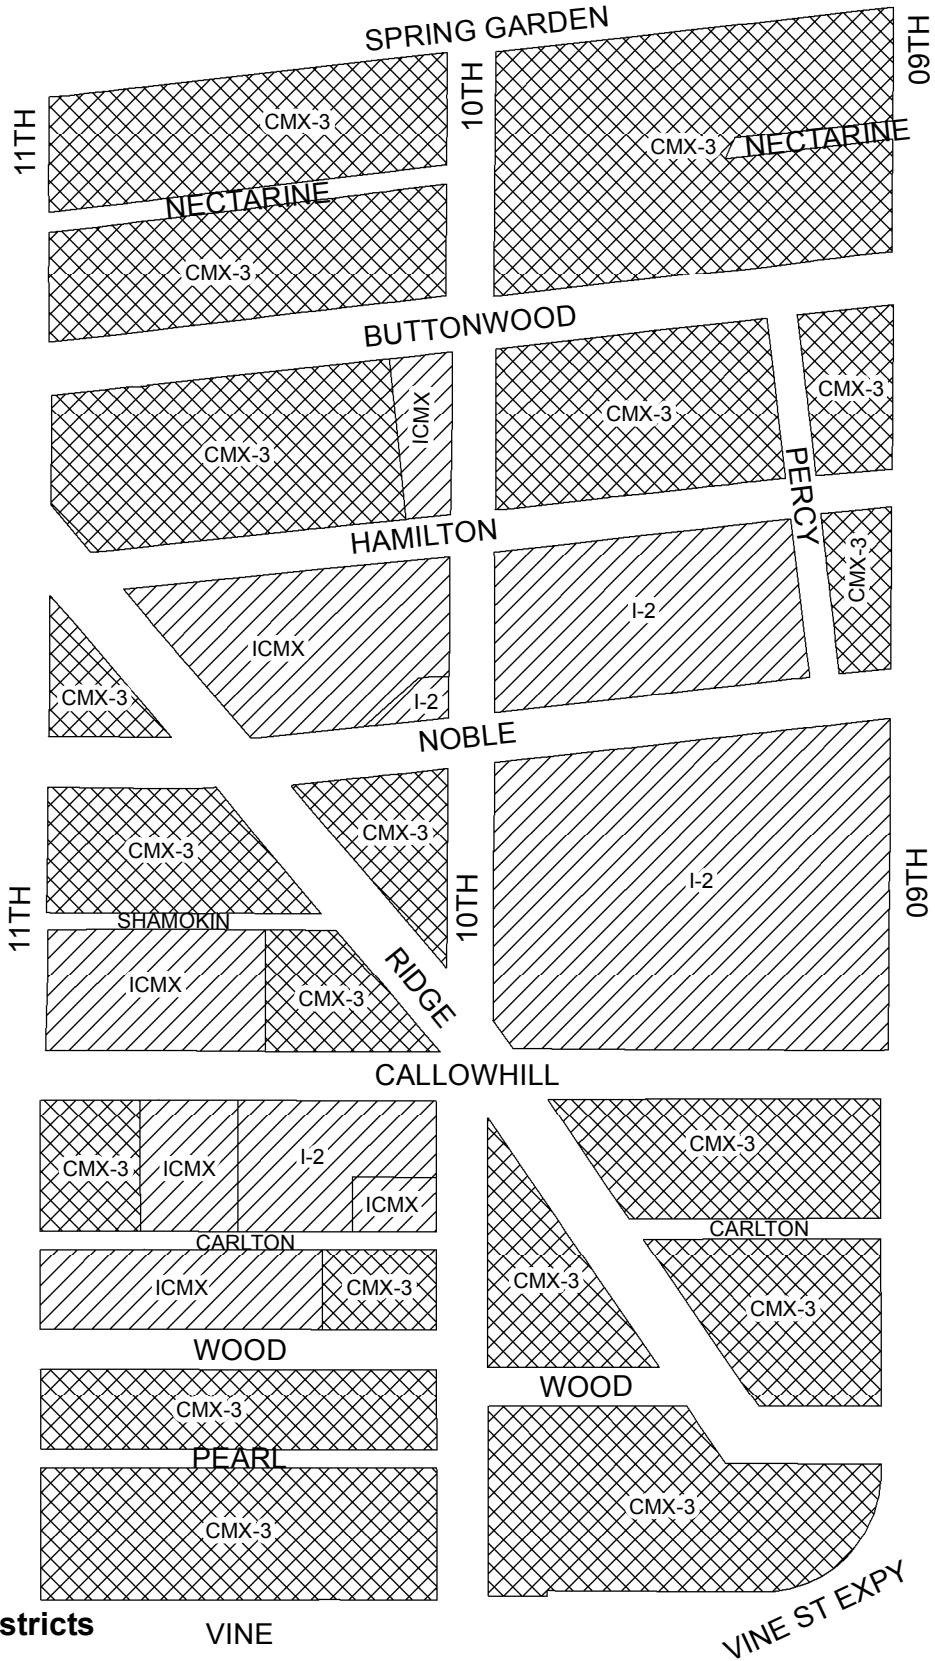 SPRING GARDEN
09TH
10TH
11TH
CMX-3
CMX-3
NECTARINE
NECTARINE
CMX-3
BUTTONWOOD
CMX-3
ICMX
CMX-3
CMX-3
PERCY
HAMILTON
CMX-3
I-2
ICMX
CMX-3
I-2
NOBLE
CMX-3
CMX-3
I-2
09TH
10TH
11TH
SHAMOKIN
RIDGE
ICMX
CMX-3
CALLOWHILL
CMX-3
ICMX
I-2
ICMX
CMX-3
CARLTON
CARLTON
ICMX
CMX-3
CMX-3
CMX-3
WOOD
WOOD
CMX-3
PEARL
CMX-3
CMX-3
VINE ST EXPY
stricts
VINE